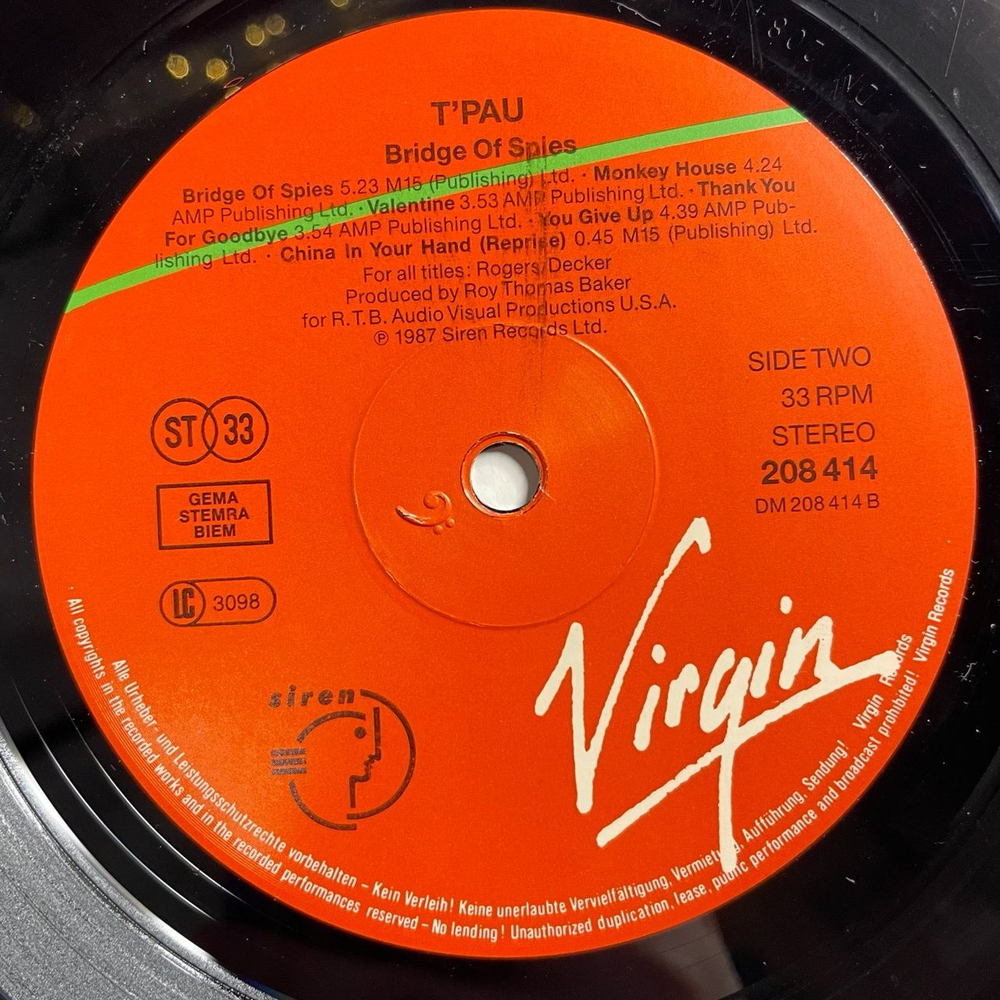 T'PAU
Bridge Of Spies
Bridge Of Spies 5.23 M15 (Publishing) Ltd. · Monkey House 4.24
AMP Publishing Ltd. · Valentine 3.53 AMP Publishing Ltd. · Thank You
For Goodbye 3.54 AMP Publishing Ltd. · You Give Up 4.39 AMP Pub-
lishing Ltd. · China In Your Hand (Reprise) 0.45 M15 (Publishing) Ltd.
For all titles: Rogers/Decker
Produced by Roy Thomas Baker
for R.T.B. Audio Visual Productions U.S.A.
℗ 1987 Siren Records Ltd.
SIDE TWO
33 RPM
STEREO
208 414
DM 208 414 B
ST 33
GEMA
STEMRA
BIEM
LC 3098
siren
Virgin
Alle Urheber- und Leistungsschutzrechte vorbehalten – Kein Verleih! Keine unerlaubte Vervielfältigung, Vermietung, Aufführung, Sendung! Virgin Records
All copyrights in the recorded works and in the recorded performances reserved – No lending! Unauthorized duplication, lease, public performance and broadcast prohibited! Virgin Records